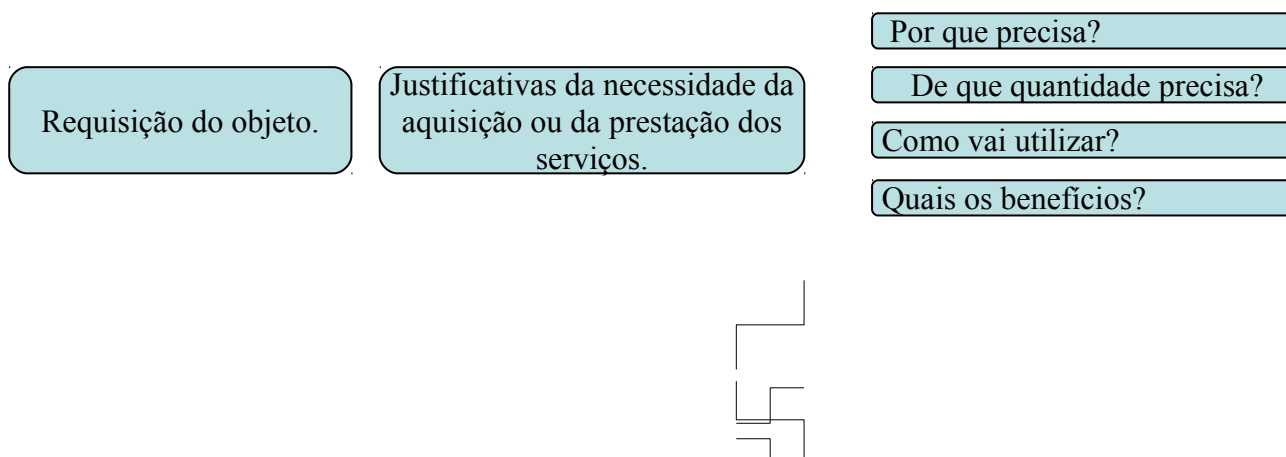 Requisição do objeto.
Justificativas da necessidade da
aquisição ou da prestação dos
serviços.
Por que precisa?
De que quantidade precisa?
Como vai utilizar?
Quais os benefícios?